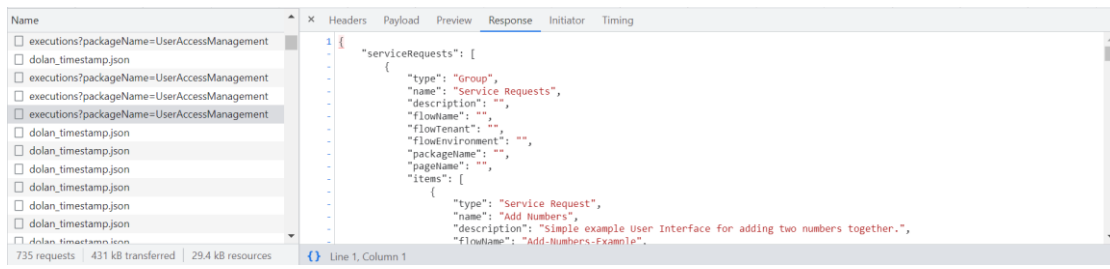 Name
executions?packageName=UserAccessManagement
dolan_timestamp.json
executions?packageName=UserAccessManagement
executions?packageName=UserAccessManagement
executions?packageName=UserAccessManagement
dolan_timestamp.json
dolan_timestamp.json
dolan_timestamp.json
dolan_timestamp.json
dolan_timestamp.json
dolan_timestamp.json
dolan_timestamp.json
735 requests 431 kB transferred 29.4 kB resources
× Headers Payload Preview Response Initiator Timing
1 {
- "serviceRequests": [
- {
- "type": "Group",
- "name": "Service Requests",
- "description": "",
- "flowName": "",
- "flowTenant": "",
- "flowEnvironment": "",
- "packageName": "",
- "pageName": "",
- "items": [
- {
- "type": "Service Request",
- "name": "Add Numbers",
- "description": "Simple example User Interface for adding two numbers together.",
- "flowName": "Add-Numbers-Example",
{} Line 1, Column 1